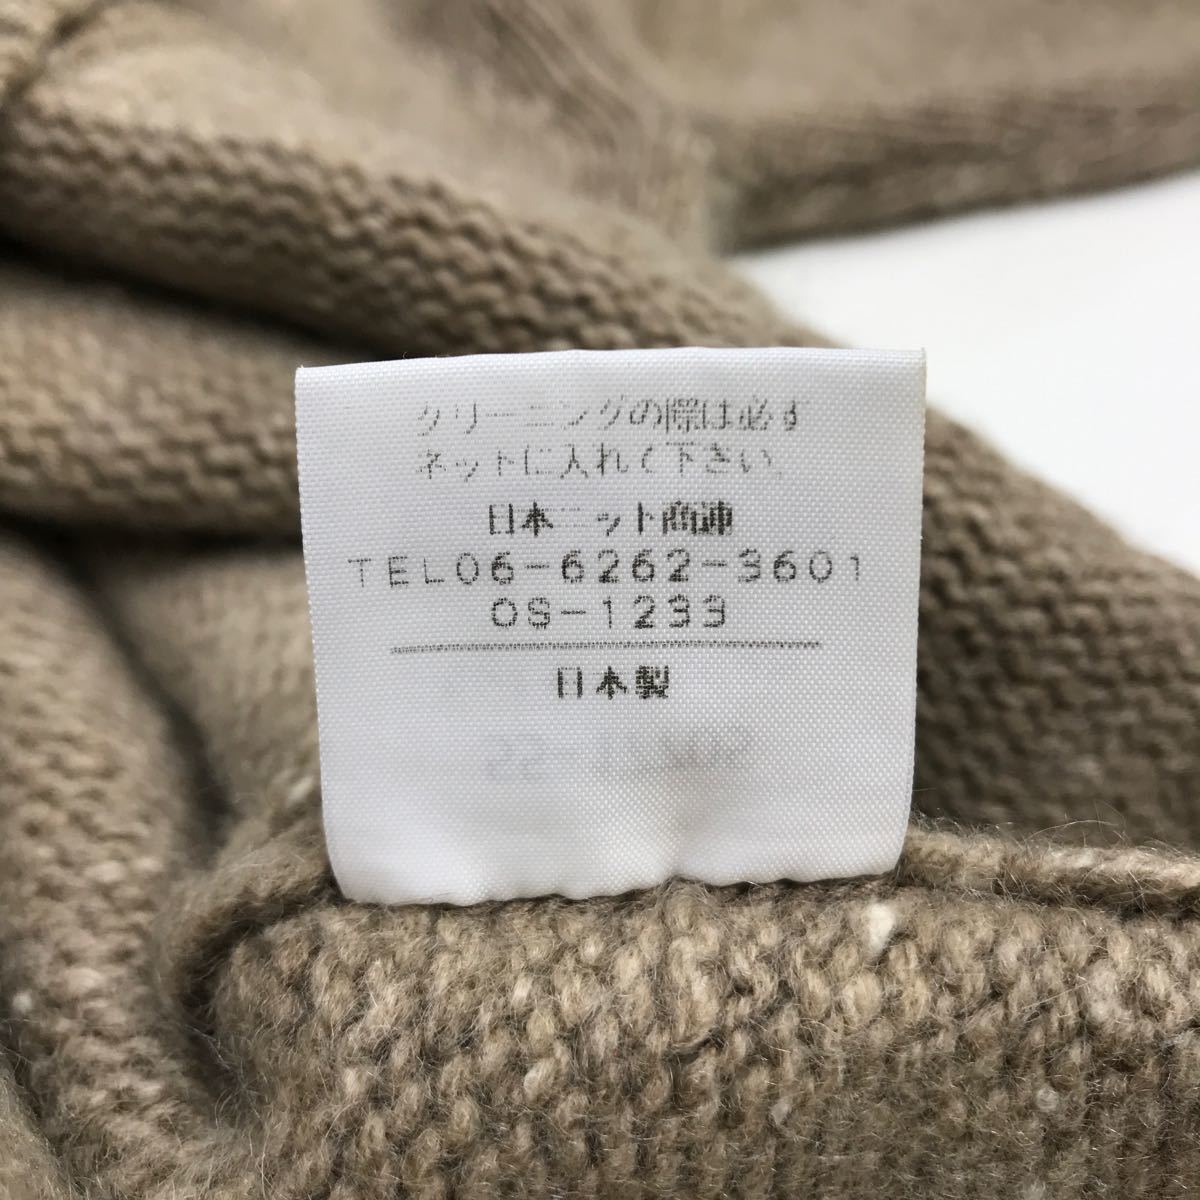 クリーニングの際は必ず
ネットに入れて下さい。
日本ニット商連
TEL06-6262-3601
OS-1233
日本製